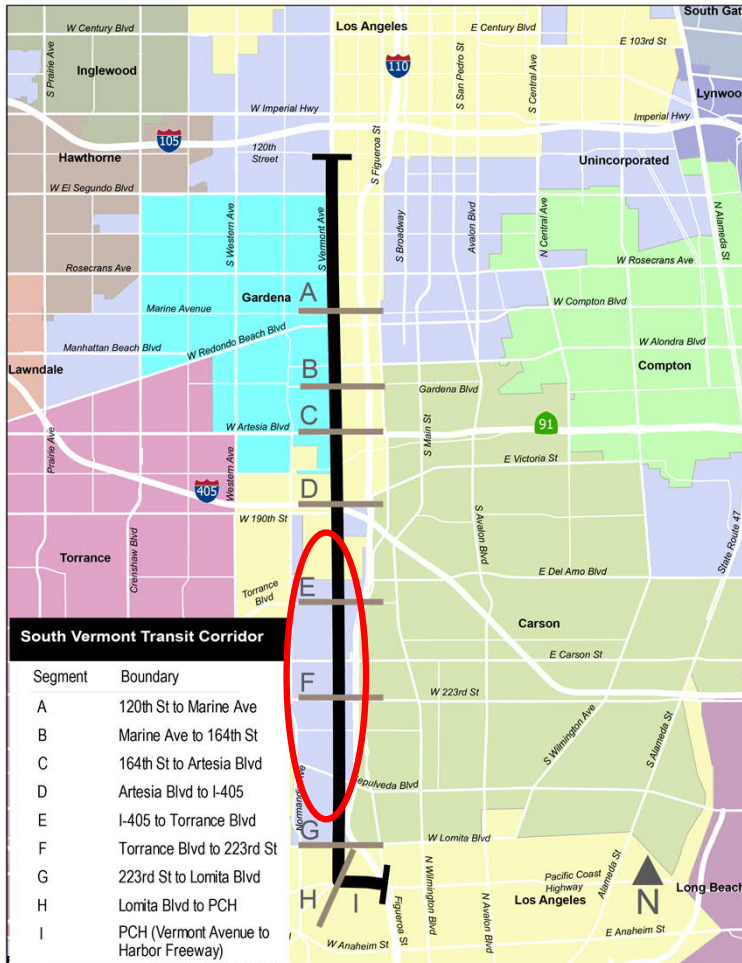 South Gat
W Century Blvd
Los Angeles
E Century Blvd
E 103rd St
S Prairie Ave
Inglewood
110
S San Pedro St
S Central Ave
Lynwoo
W Imperial Hwy
S Figueroa St
Imperial Hwy
105
120th
Street
Hawthorne
Unincorporated
W El Segundo Blvd
S Western Ave
S Vermont Ave
S Broadway
Avalon Blvd
N Central Ave
N Alameda St
Rosecrans Ave
W Rosecrans Ave
Gardena
A
Marine Avenue
W Compton Blvd
W Redondo Beach Blvd
Manhattan Beach Blvd
W Alondra Blvd
Lawndale
B
Compton
Gardena Blvd
C
S Main St
91
W Artesia Blvd
Prairie Ave
Western Ave
E Victoria St
405
D
W 190th St
S Avalon Blvd
State Route 47
Torrance
Crenshaw Blvd
E Del Amo Blvd
Torrance
Blvd
E
Carson
E Carson St
F
W 223rd St
S Wilmington Ave
S Alameda St
Sepulveda Blvd
G
W Lomita Blvd
N Wilmington Blvd
N Avalon Blvd
Alameda St
Pacific Coast
Highway
H
I
Figueroa St
Los Angeles
N
Long Beach
W Anaheim St
E Anaheim St
South Vermont Transit Corridor
Segment Boundary
A 120th St to Marine Ave
B Marine Ave to 164th St
C 164th St to Artesia Blvd
D Artesia Blvd to I-405
E I-405 to Torrance Blvd
F Torrance Blvd to 223rd St
G 223rd St to Lomita Blvd
H Lomita Blvd to PCH
I PCH (Vermont Avenue to
Harbor Freeway)